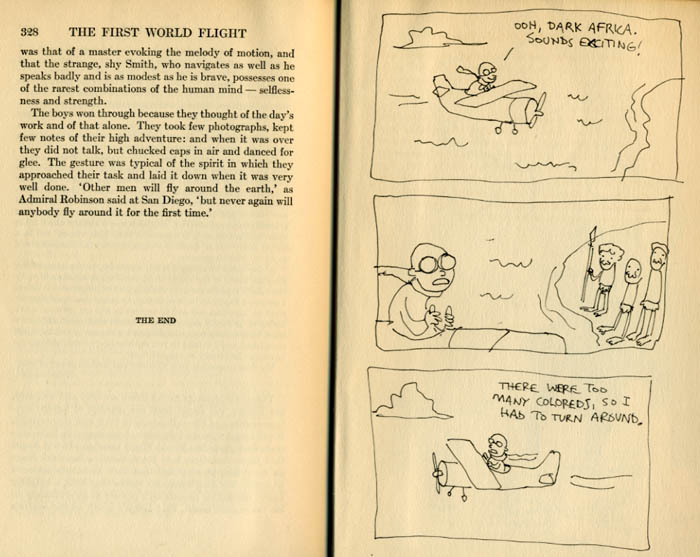 328
THE FIRST WORLD FLIGHT
was that of a master evoking the melody of motion, and
that the strange, shy Smith, who navigates as well as he
speaks badly and is as modest as he is brave, possesses one
of the rarest combinations of the human mind — selfless-
ness and strength.
The boys won through because they thought of the day's
work and of that alone. They took few photographs, kept
few notes of their high adventure: and when it was over
they did not talk, but chucked caps in air and danced for
glee. The gesture was typical of the spirit in which they
approached their task and laid it down when it was very
well done. 'Other men will fly around the earth,' as
Admiral Robinson said at San Diego, 'but never again will
anybody fly around it for the first time.'
THE END
OOH, DARK AFRICA.
SOUNDS EXCITING!
THERE WERE TOO
MANY COLOREDS, SO I
HAD TO TURN AROUND.